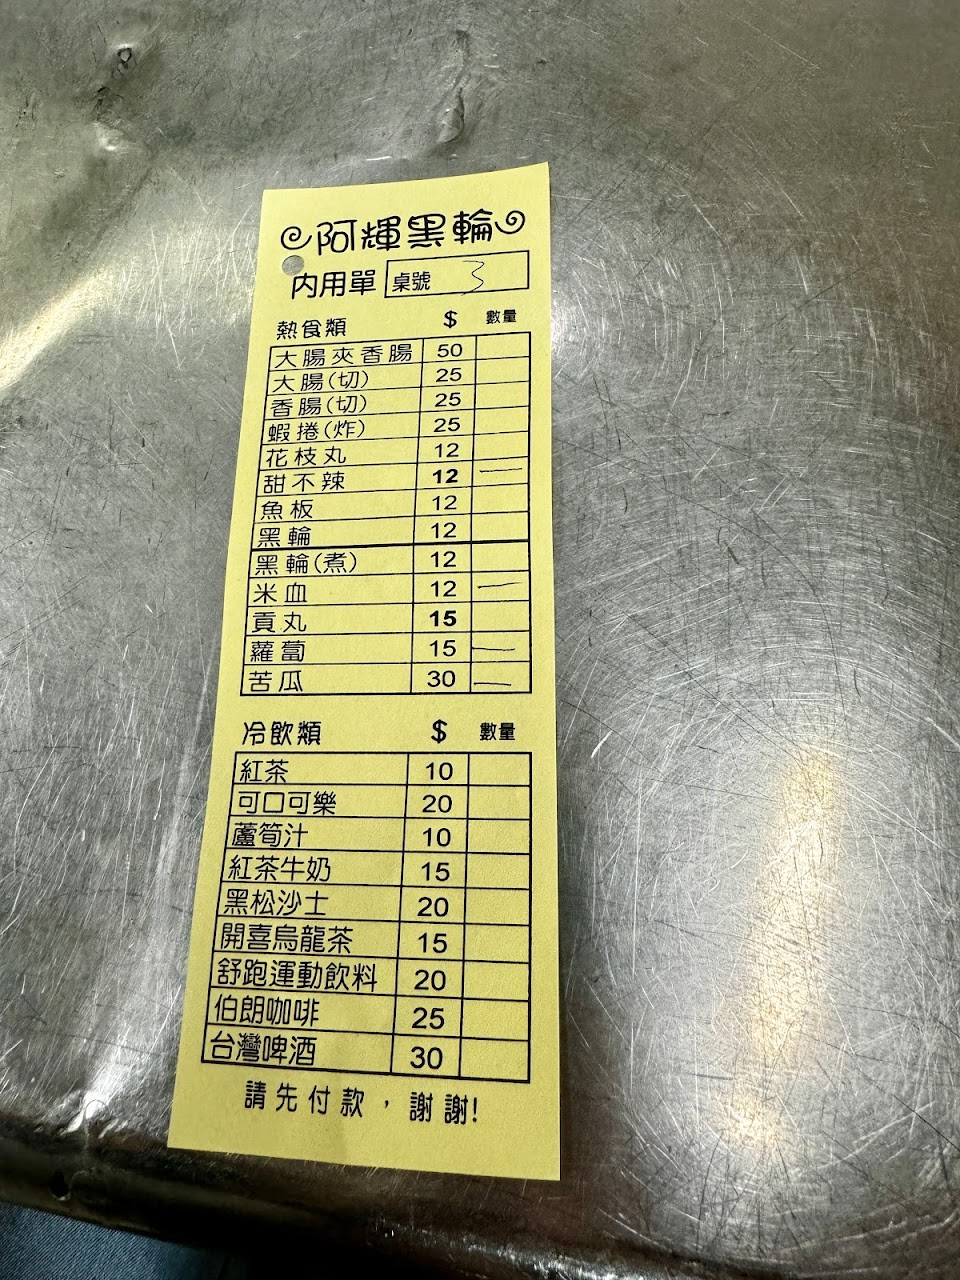 阿輝黑輪
內用單 桌號 3
熱食類 $ 數量
大腸夾香腸 50
大腸(切) 25
香腸(切) 25
蝦捲(炸) 25
花枝丸 12
甜不辣 12 一
魚板 12
黑輪 12
黑輪(煮) 12
米血 12 一
貢丸 15
蘿蔔 15 一
苦瓜 30 一
冷飲類 $ 數量
紅茶 10
可口可樂 20
蘆筍汁 10
紅茶牛奶 15
黑松沙士 20
開喜烏龍茶 15
舒跑運動飲料 20
伯朗咖啡 25
台灣啤酒 30
請先付款，謝謝!